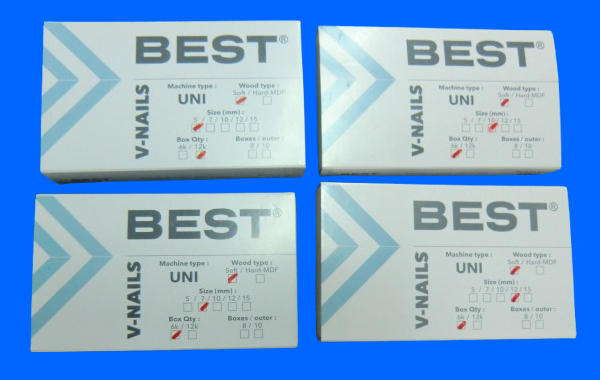 BEST®
V-NAILS
Machine type : Wood type :
UNI Soft / Hard-MDF
Size (mm) :
5 / 7 / 10 / 12 / 15
Box Qty : Boxes / outer :
6k / 12k 8 / 10
BEST®
V-NAILS
Machine type : Wood type :
UNI Soft / Hard-MDF
Size (mm) :
5 / 7 / 10 / 12 / 15
Box Qty : Boxes / outer :
6k / 12k 8 / 10
BEST®
V-NAILS
Machine type : Wood type :
UNI Soft / Hard-MDF
Size (mm) :
5 / 7 / 10 / 12 / 15
Box Qty : Boxes / outer :
6k / 12k 8 / 10
BEST®
V-NAILS
Machine type : Wood type :
UNI Soft / Hard-MDF
Size (mm) :
5 / 7 / 10 / 12 / 15
Box Qty : Boxes / outer :
6k / 12k 8 / 10